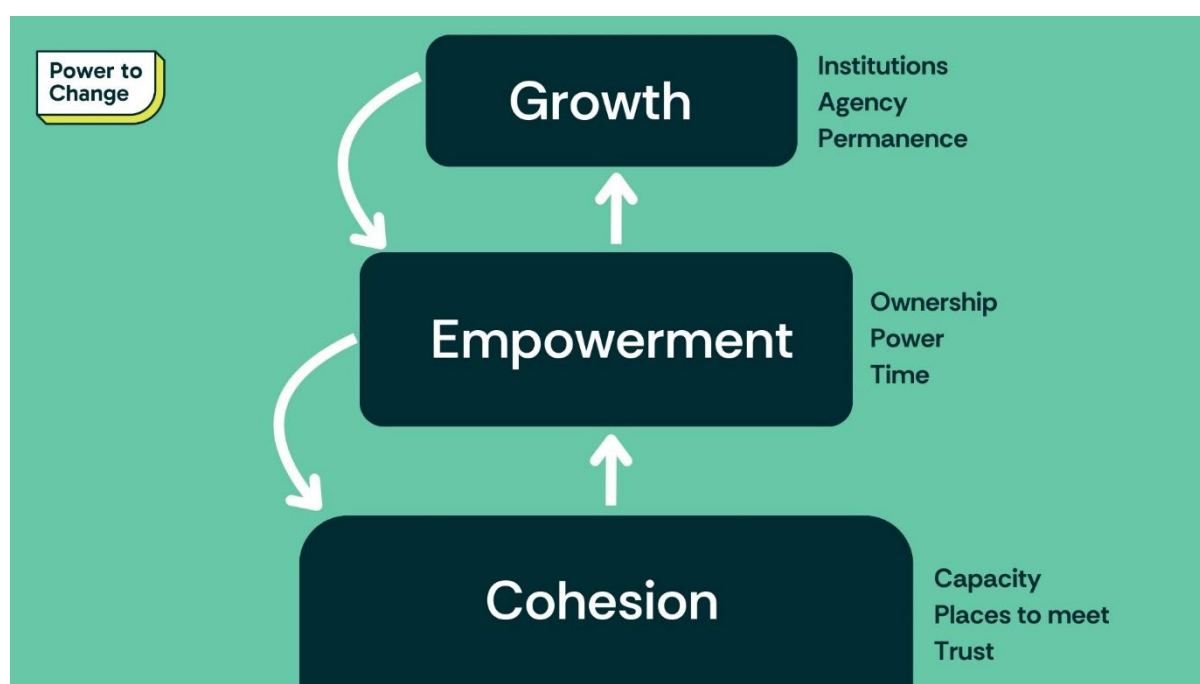 Power to
Change
Growth
Institutions
Agency
Permanence
Empowerment
Ownership
Power
Time
Cohesion
Capacity
Places to meet
Trust